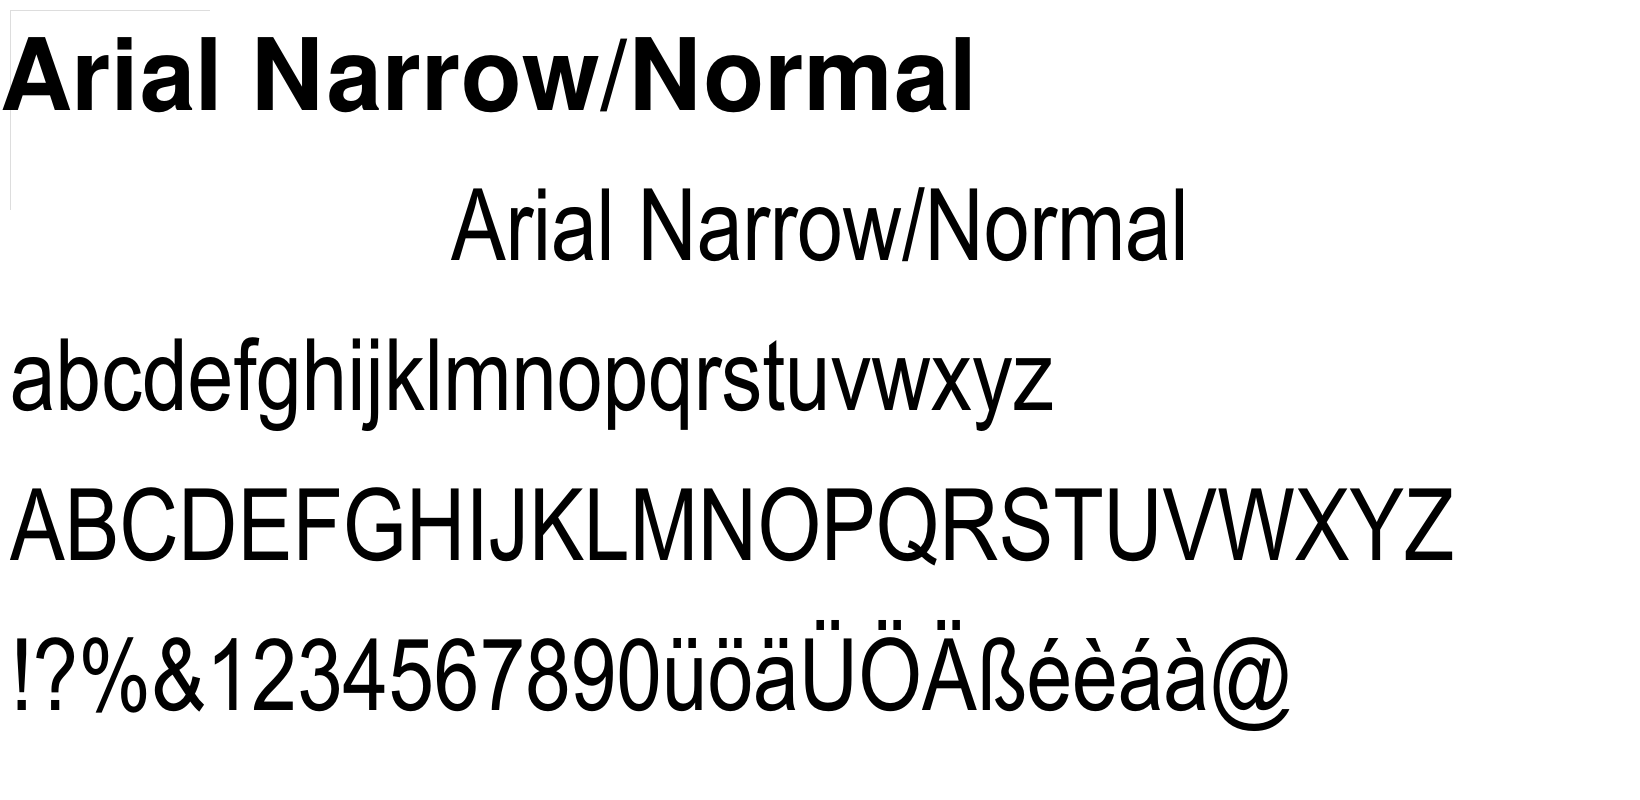 Arial Narrow/Normal
Arial Narrow/Normal
abcdefghijklmnopqrstuvwxyz
ABCDEFGHIJKLMNOPQRSTUVWXYZ
!?%&1234567890üöäÜÖÄßéèáà@